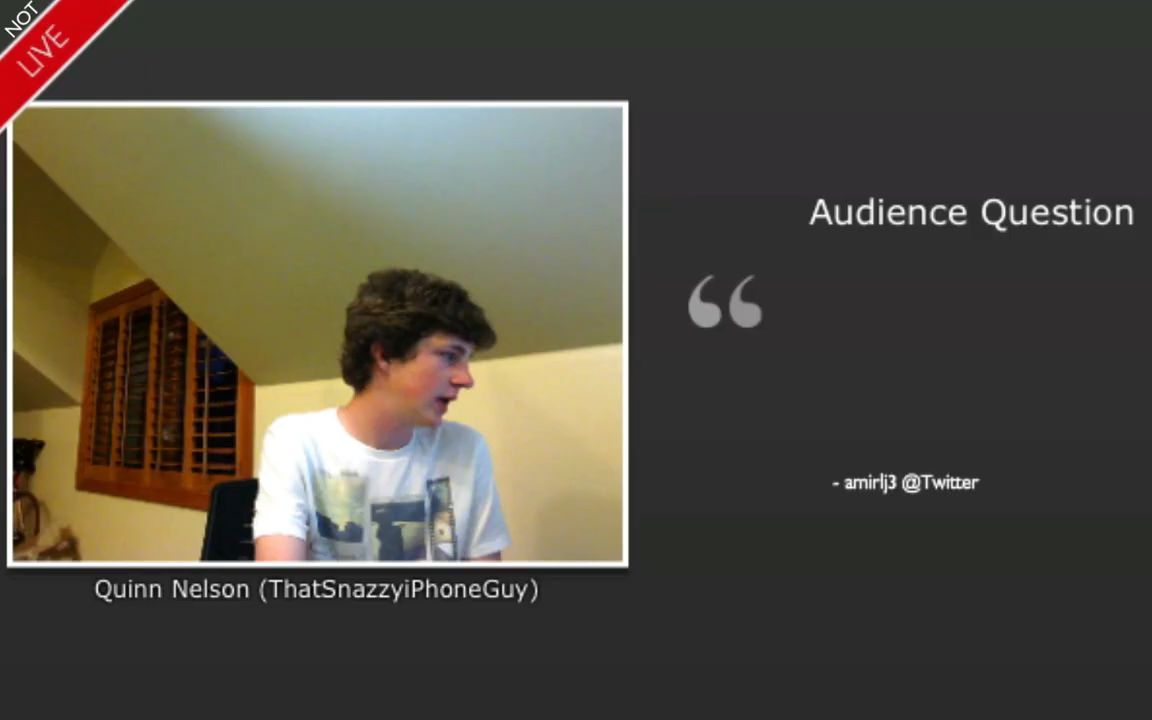 NOT
LIVE
Audience Question
“
- amirlj3 @Twitter
Quinn Nelson (ThatSnazzyiPhoneGuy)